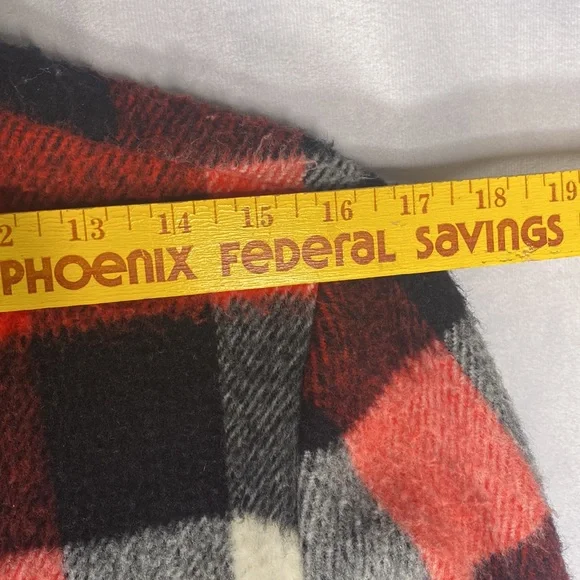 2 13 14 15 16 17 18 19
PHOENIX FEDERAL SAVINGS